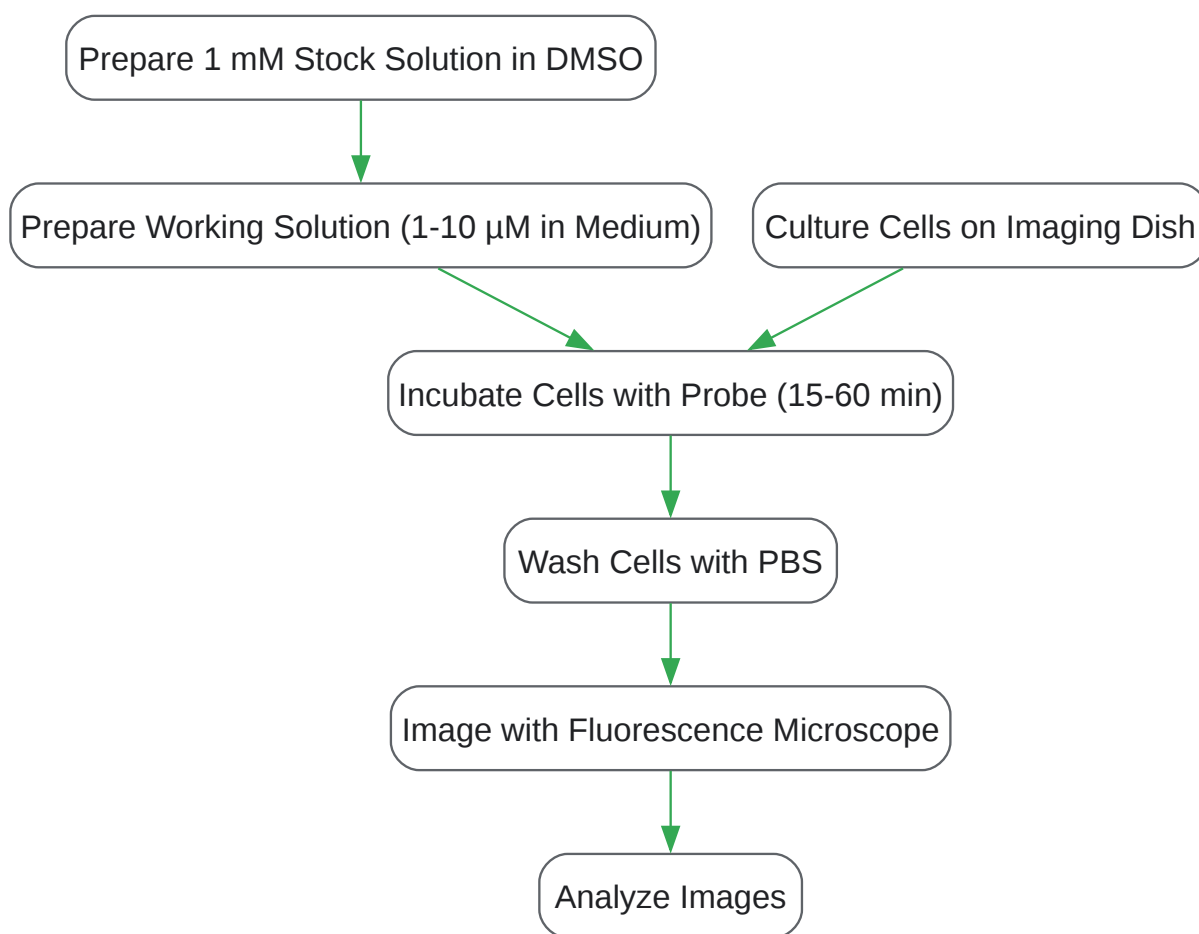 Prepare 1 mM Stock Solution in DMSO
Prepare Working Solution (1-10 µM in Medium)
Culture Cells on Imaging Dish
Incubate Cells with Probe (15-60 min)
Wash Cells with PBS
Image with Fluorescence Microscope
Analyze Images